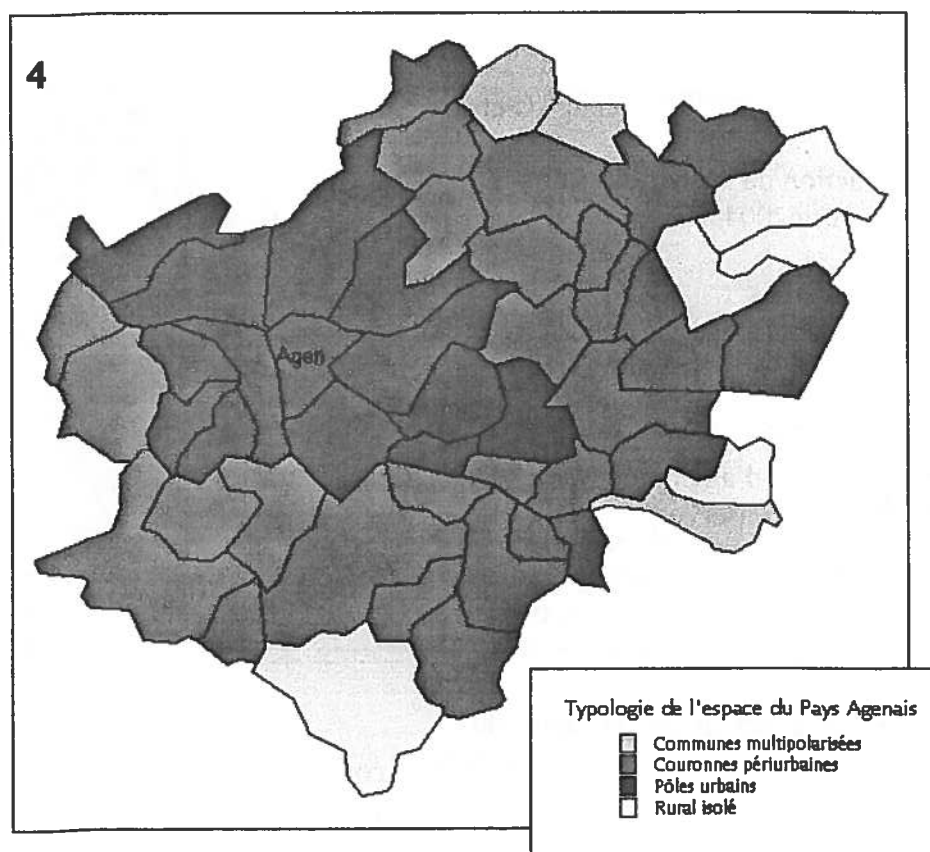 4
Agen
Typologie de l'espace du Pays Agenais
Communes multipolarisées
Couronnes périurbaines
Pôles urbains
Rural isolé